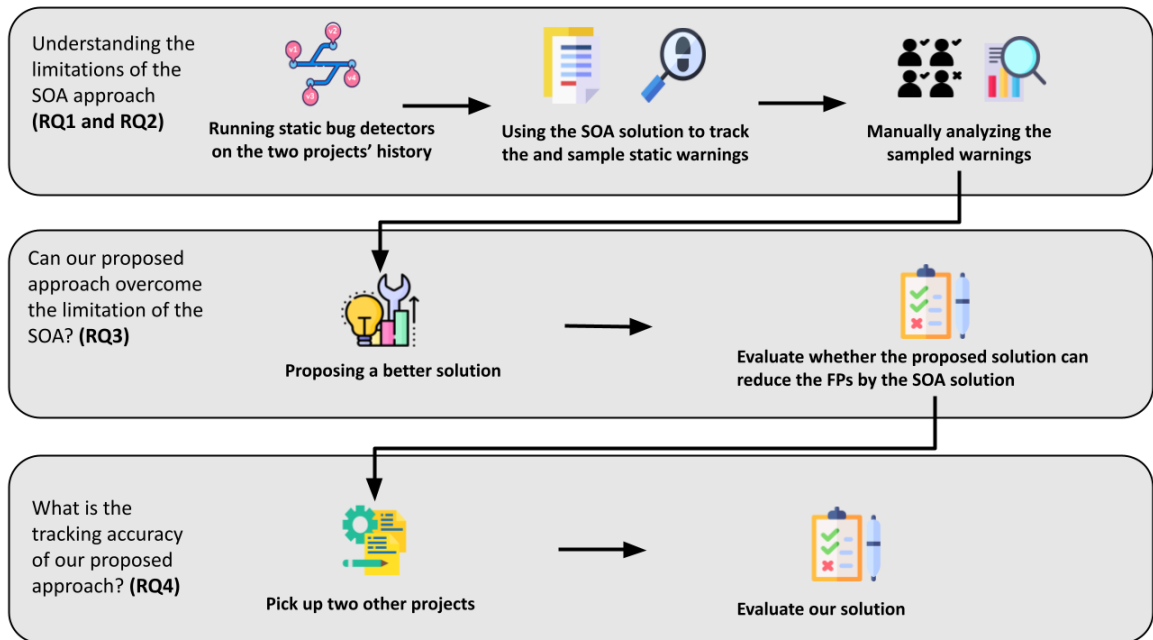 Understanding the
limitations of the
SOA approach
(RQ1 and RQ2)
v1
v2
v3
v4
Running static bug detectors
on the two projects' history
Using the SOA solution to track
the and sample static warnings
Manually analyzing the
sampled warnings
Can our proposed
approach overcome
the limitation of the
SOA? (RQ3)
Proposing a better solution
Evaluate whether the proposed solution can
reduce the FPs by the SOA solution
What is the
tracking accuracy
of our proposed
approach? (RQ4)
Pick up two other projects
Evaluate our solution